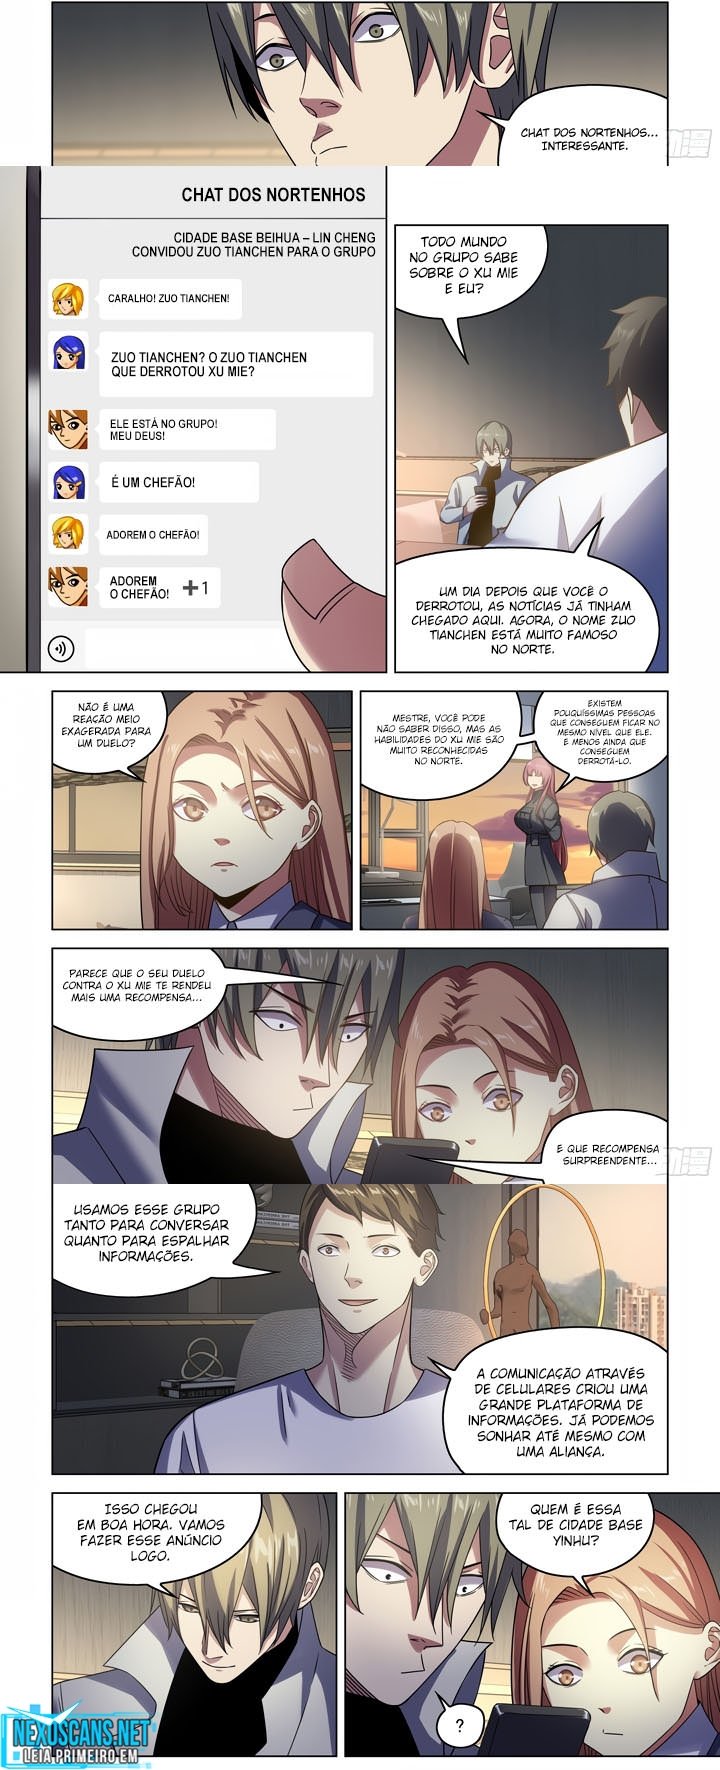 CHAT DOS NORTENHOS...
INTERESSANTE.
动漫
CHAT DOS NORTENHOS
CIDADE BASE BEIHUA – LIN CHENG
CONVIDOU ZUO TIANCHEN PARA O GRUPO
CARALHO! ZUO TIANCHEN!
ZUO TIANCHEN? O ZUO TIANCHEN
QUE DERROTOU XU MIE?
ELE ESTÁ NO GRUPO!
MEU DEUS!
É UM CHEFÃO!
ADOREM O CHEFÃO!
ADOREM
O CHEFÃO! +1
TODO MUNDO
NO GRUPO SABE
SOBRE O XU MIE
E EU?
UM DIA DEPOIS QUE VOCÊ O
DERROTOU, AS NOTÍCIAS JÁ TINHAM
CHEGADO AQUI. AGORA, O NOME ZUO
TIANCHEN ESTÁ MUITO FAMOSO
NO NORTE.
NÃO É UMA
REAÇÃO MEIO
EXAGERADA PARA
UM DUELO?
MESTRE, VOCÊ PODE
NÃO SABER DISSO, MAS AS
HABILIDADES DO XU MIE SÃO
MUITO RECONHECIDAS
NO NORTE.
EXISTEM
POUQUÍSSIMAS PESSOAS
QUE CONSEGUEM FICAR NO
MESMO NÍVEL QUE ELE.
E MENOS AINDA QUE
CONSEGUEM
DERROTÁ-LO.
PARECE QUE O SEU DUELO
CONTRA O XU MIE TE RENDEU
MAIS UMA RECOMPENSA...
E QUE RECOMPENSA
SURPREENDENTE...
动漫
USAMOS ESSE GRUPO
TANTO PARA CONVERSAR
QUANTO PARA ESPALHAR
INFORMAÇÕES.
A COMUNICAÇÃO ATRAVÉS
DE CELULARES CRIOU UMA
GRANDE PLATAFORMA DE
INFORMAÇÕES. JÁ PODEMOS
SONHAR ATÉ MESMO COM
UMA ALIANÇA.
ISSO CHEGOU
EM BOA HORA. VAMOS
FAZER ESSE ANÚNCIO
LOGO.
QUEM É ESSA
TAL DE CIDADE BASE
YINHU?
?
NEXOSCANS.NET
LEIA PRIMEIRO EM